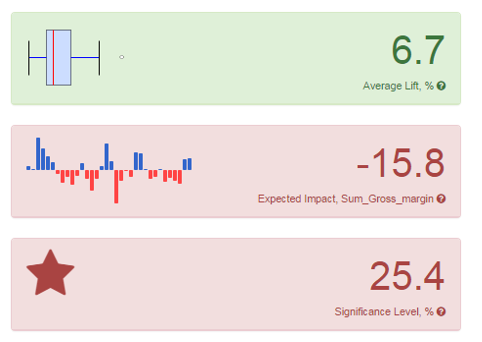 6.7
Average Lift, % ?
-15.8
Expected Impact, Sum_Gross_margin ?
25.4
Significance Level, % ?